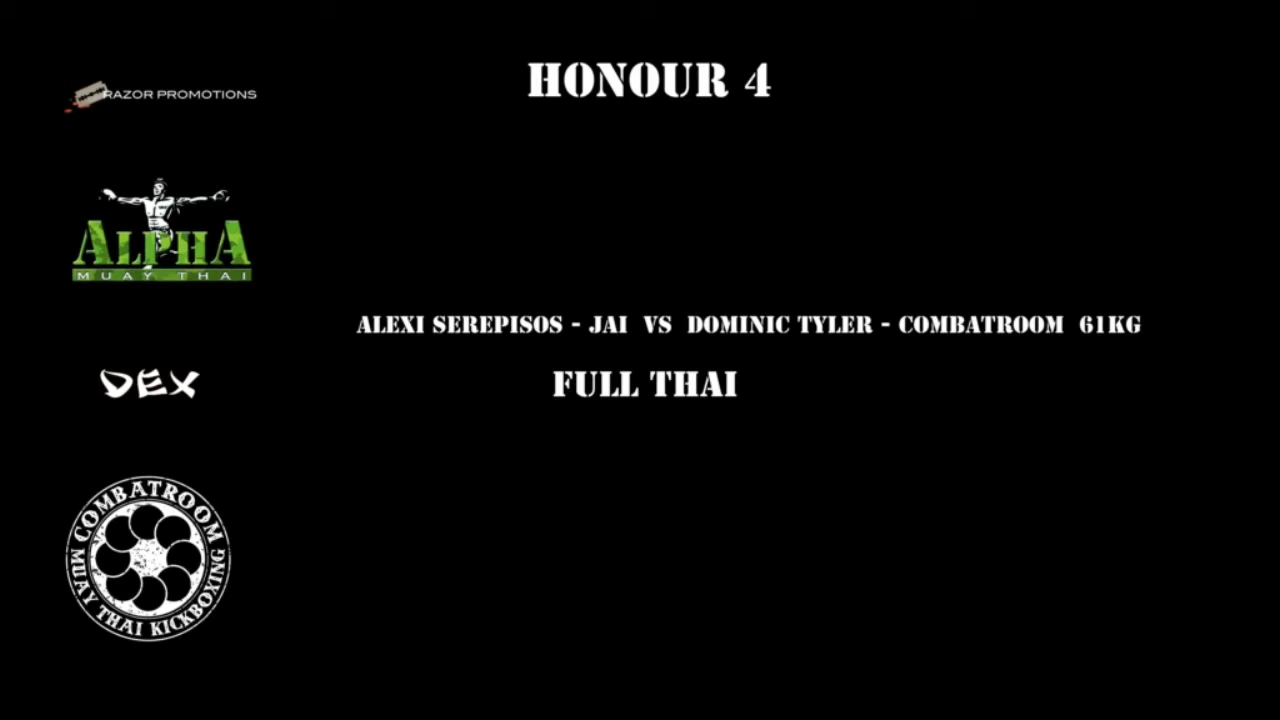 HONOUR 4
RAZOR PROMOTIONS
ALPHA
MUAY THAI
ALEXI SEREPISOS - JAI VS DOMINIC TYLER - COMBATROOM 61KG
FULL THAI
DEX
COMBATROOM
MUAY THAI KICKBOXING